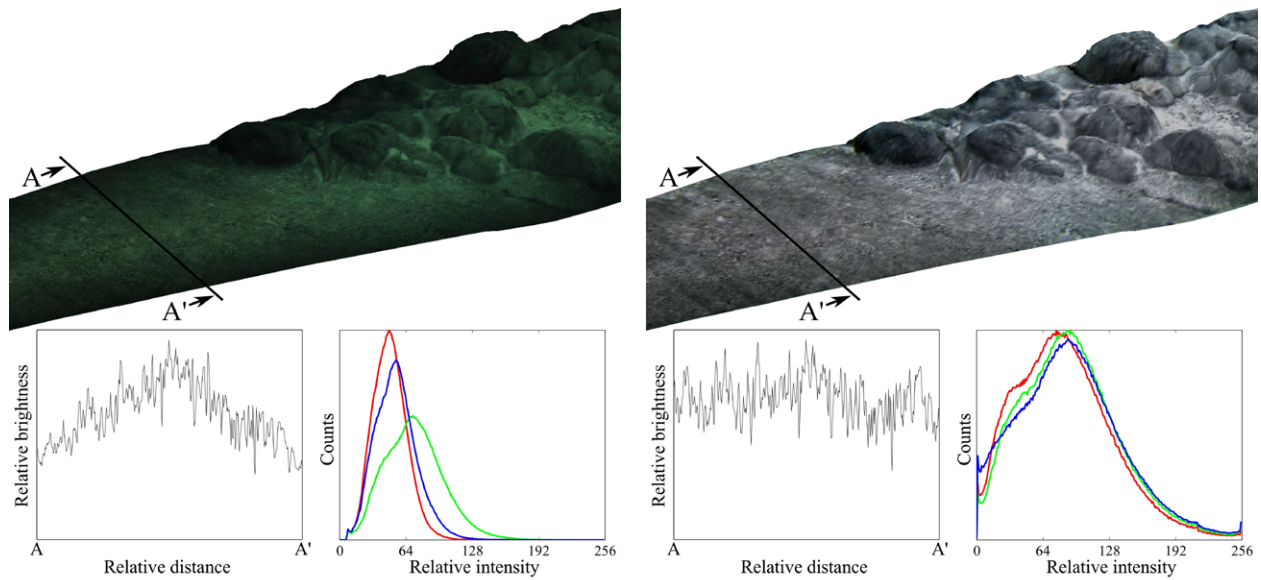 A
A'
A
A'
Relative brightness
A
A'
Relative distance
Counts
0
64
128
192
256
Relative intensity
Relative brightness
A
A'
Relative distance
Counts
0
64
128
192
256
Relative intensity